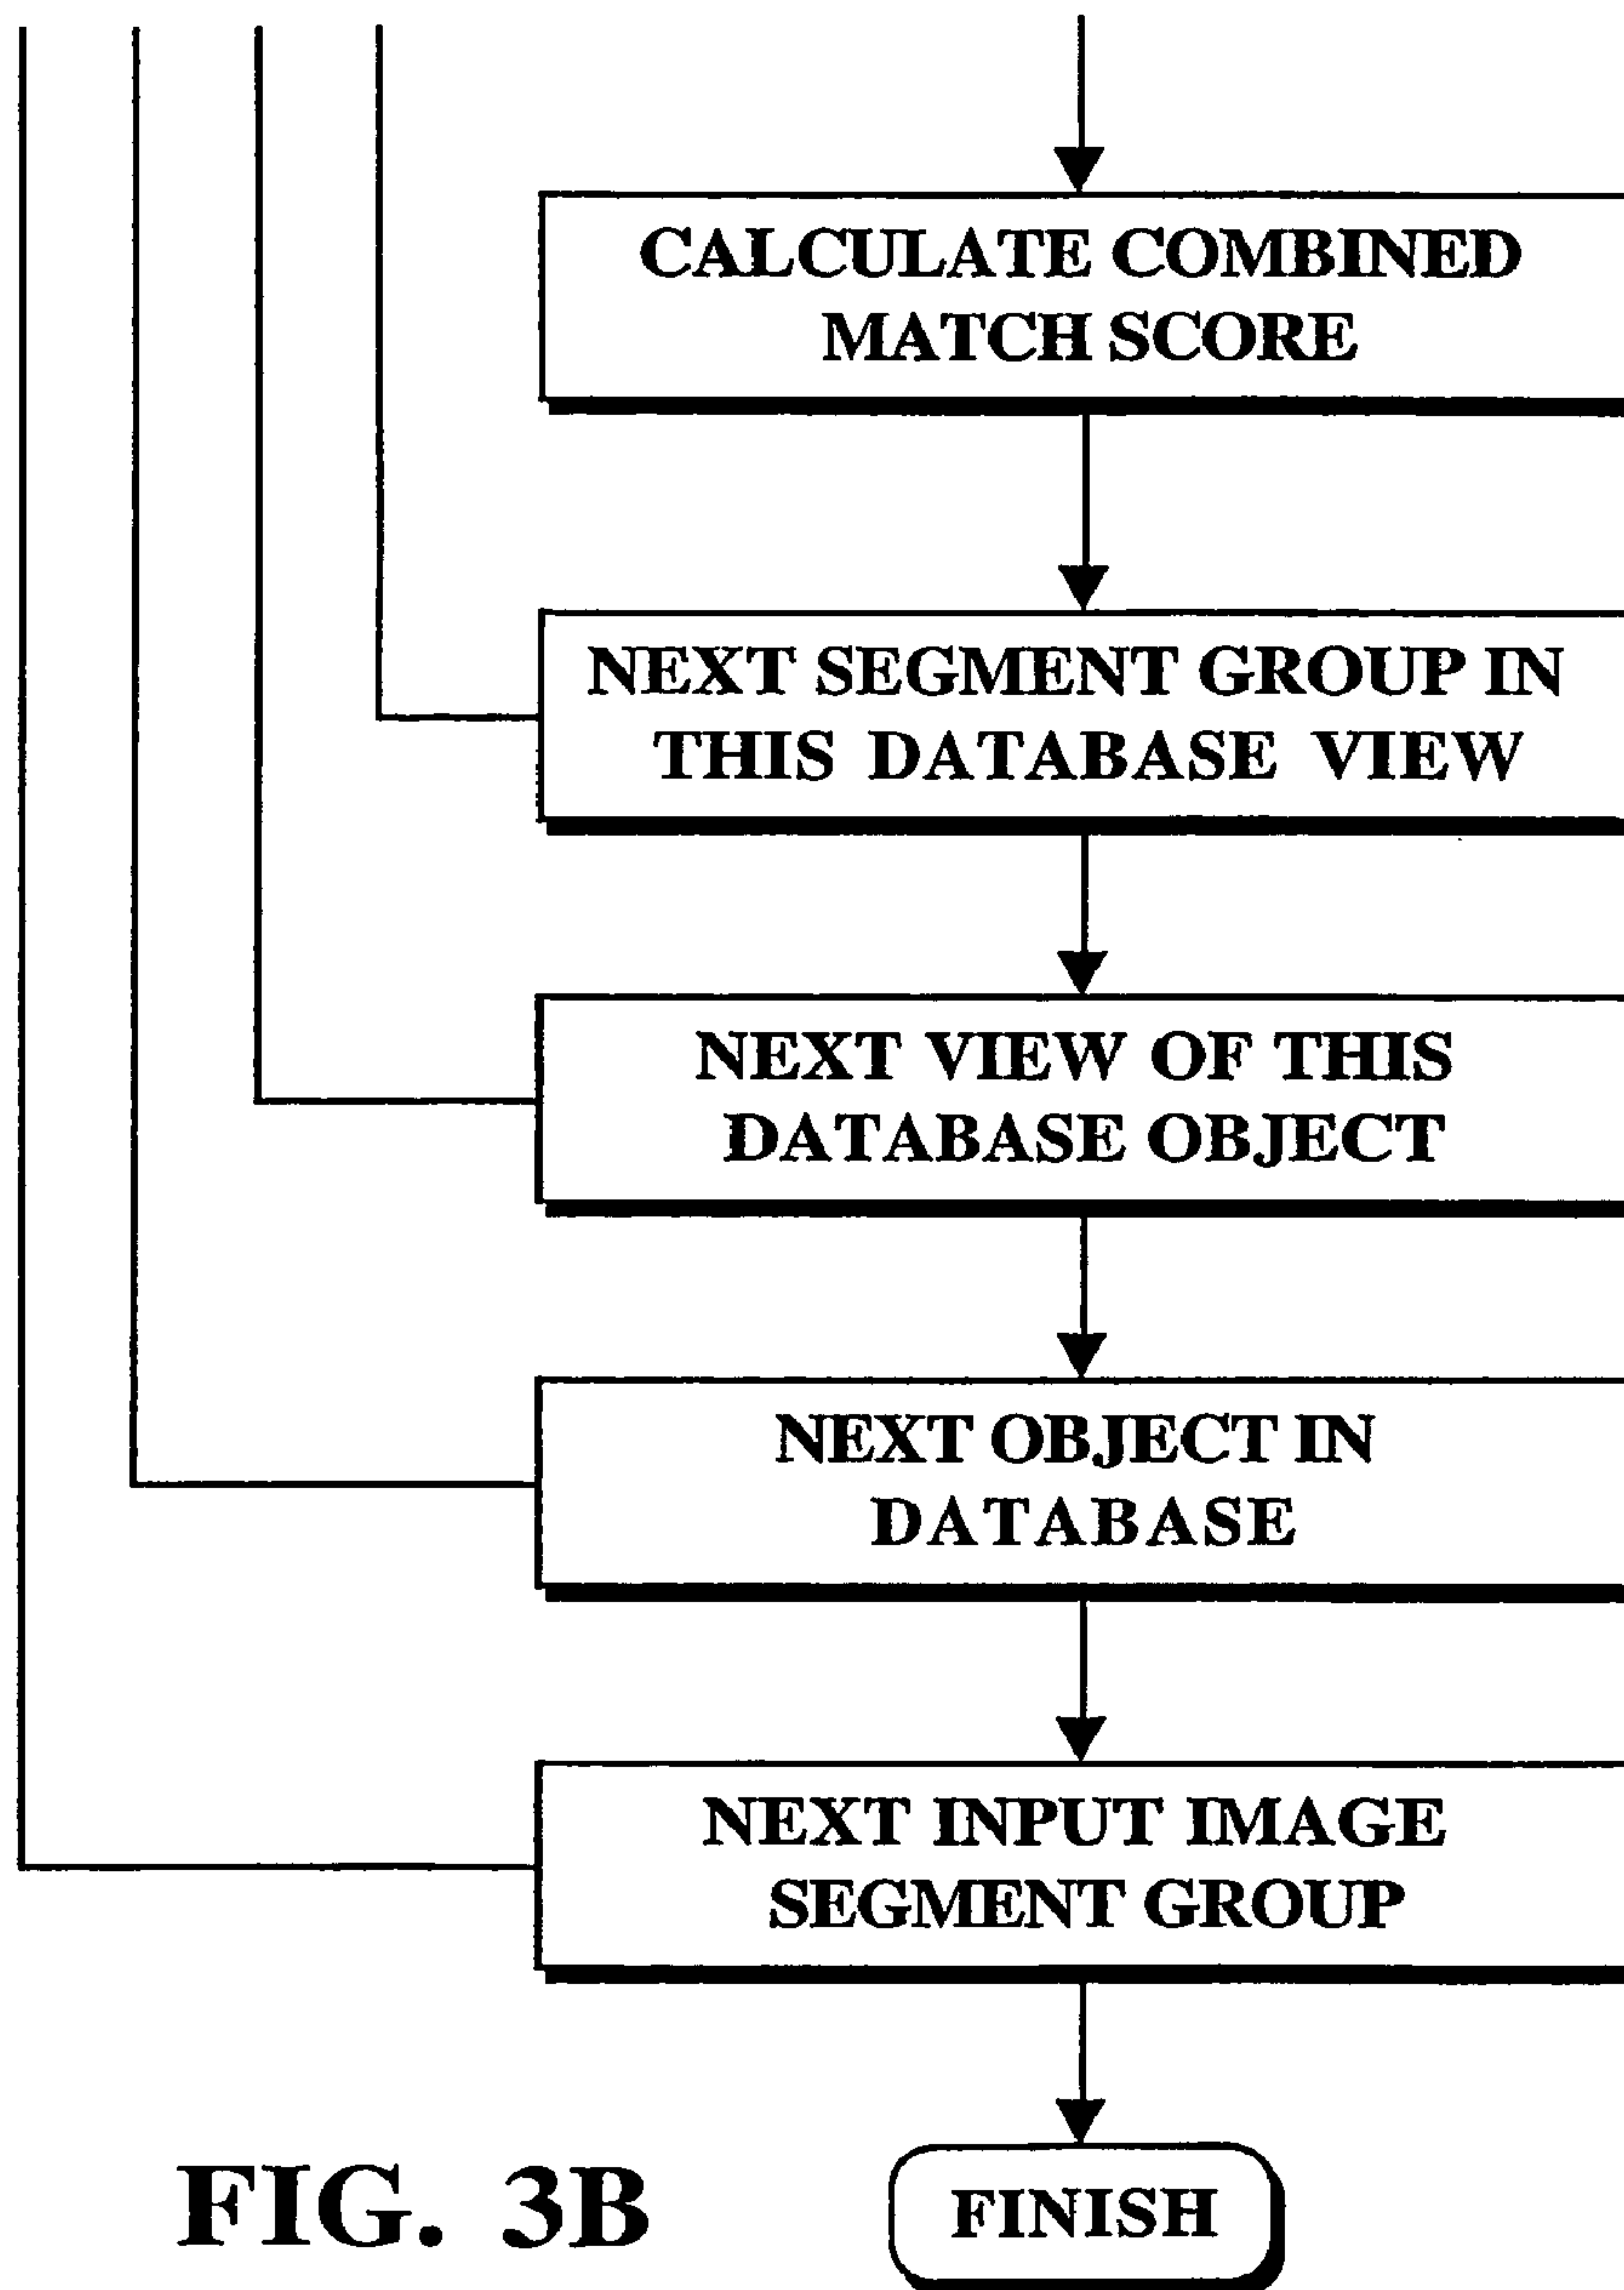 CALCULATE COMBINED
MATCH SCORE
NEXT SEGMENT GROUP IN
THIS DATABASE VIEW
NEXT VIEW OF THIS
DATABASE OBJECT
NEXT OBJECT IN
DATABASE
NEXT INPUT IMAGE
SEGMENT GROUP
FINISH
FIG. 3B